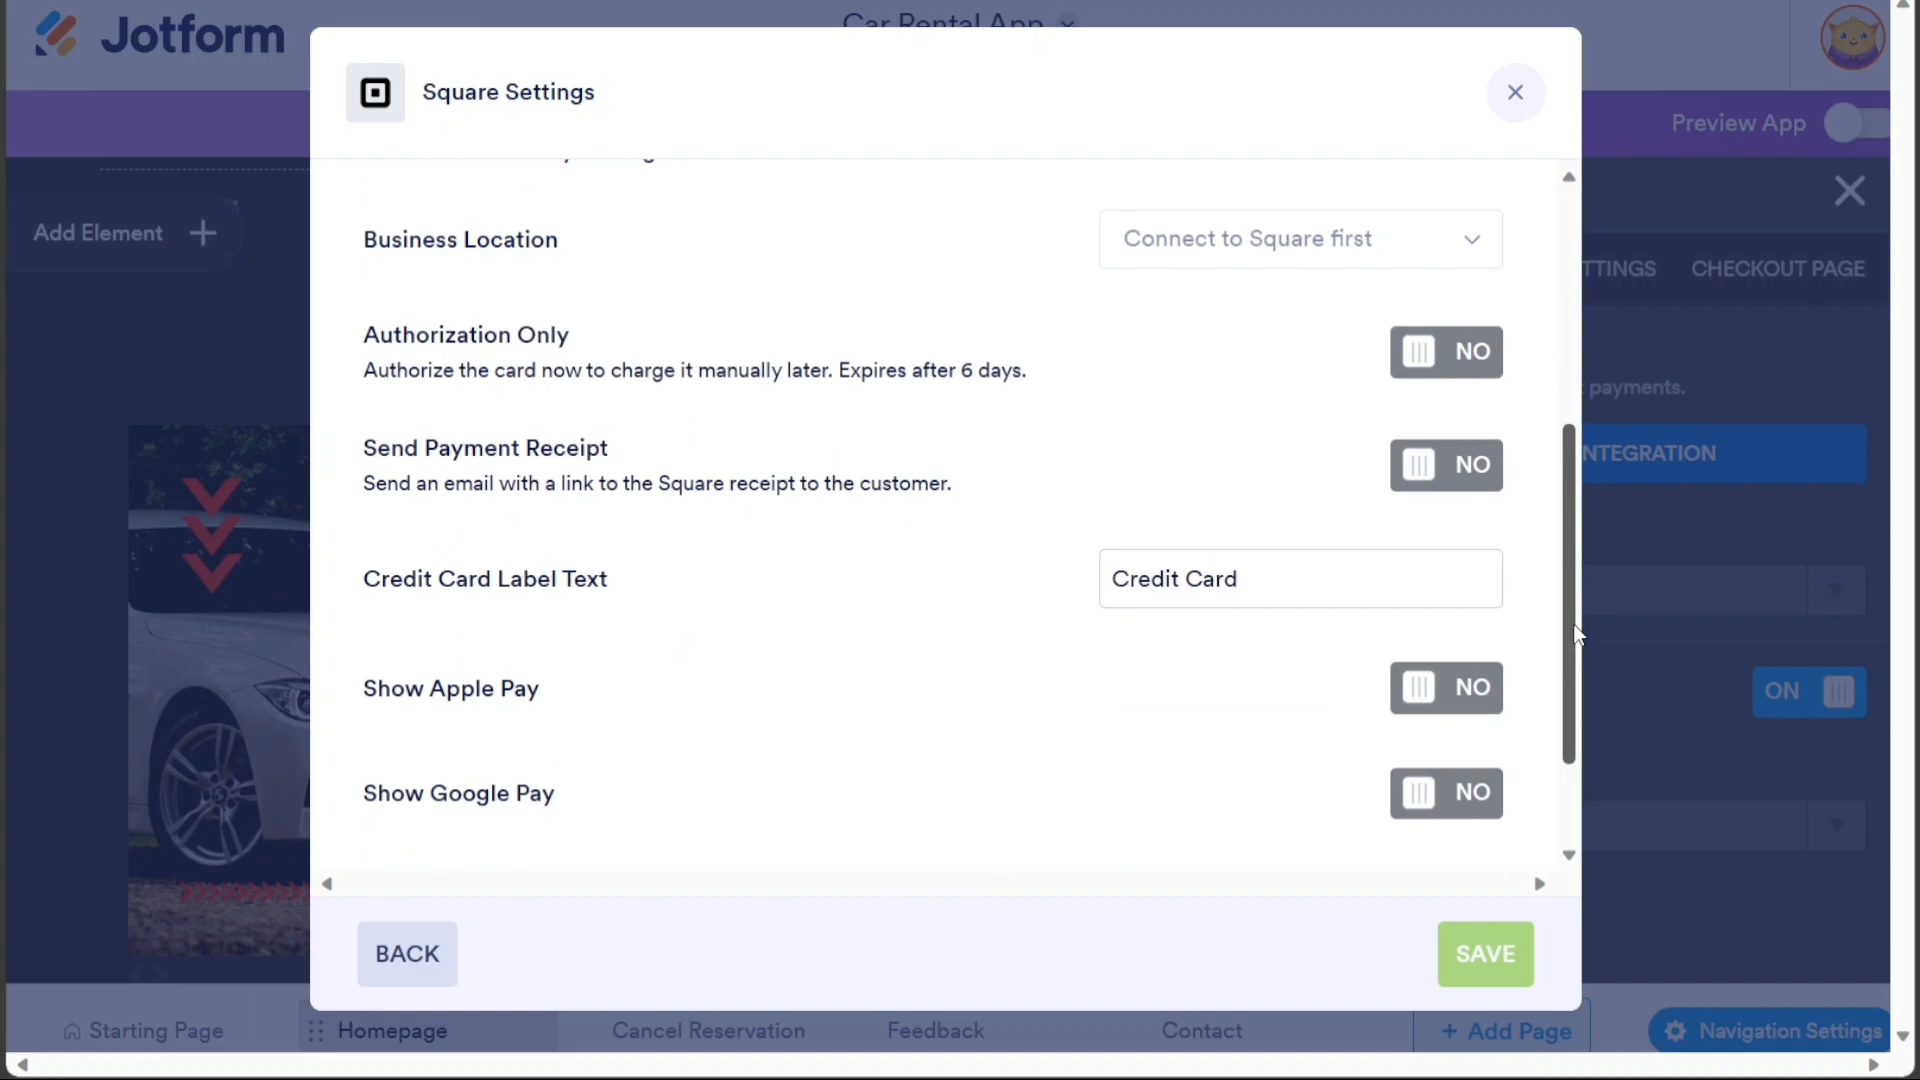 Jotform
Car Rental App
Square Settings
Preview App
Add Element
Business Location
Connect to Square first
TTINGS
CHECKOUT PAGE
Authorization Only
Authorize the card now to charge it manually later. Expires after 6 days.
NO
payments.
Send Payment Receipt
Send an email with a link to the Square receipt to the customer.
NO
NTEGRATION
Credit Card Label Text
Credit Card
Show Apple Pay
NO
ON
Show Google Pay
NO
BACK
SAVE
Starting Page
Homepage
Cancel Reservation
Feedback
Contact
+ Add Page
Navigation Settings